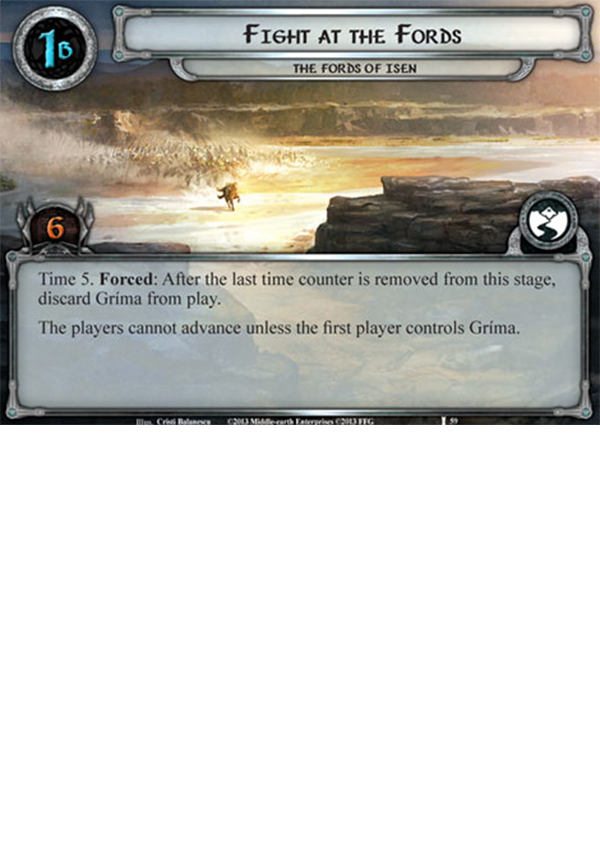 1B
FIGHT AT THE FORDS
THE FORDS OF ISEN
6
Time 5. Forced: After the last time counter is removed from this stage,
discard Gríma from play.
The players cannot advance unless the first player controls Gríma.
Illus. Cristi Balanescu ©2013 Middle-earth Enterprises ©2013 FFG 59